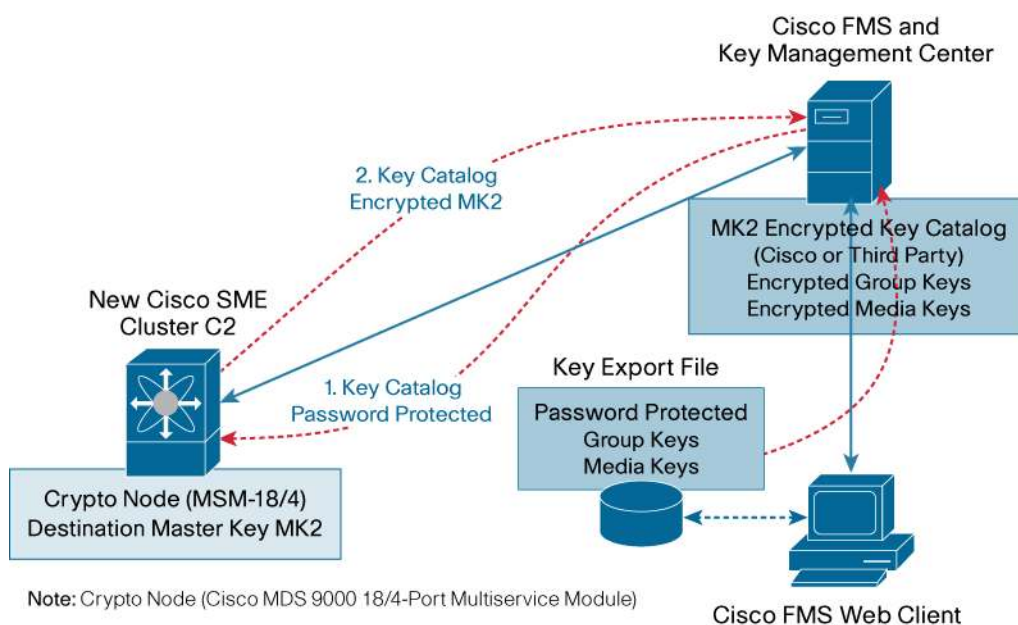 Cisco FMS and
Key Management Center
2. Key Catalog
Encrypted MK2
MK2 Encrypted Key Catalog
(Cisco or Third Party)
Encrypted Group Keys
Encrypted Media Keys
New Cisco SME
Cluster C2
1. Key Catalog
Password Protected
Key Export File
Password Protected
Group Keys
Media Keys
Crypto Node (MSM-18/4)
Destination Master Key MK2
Note: Crypto Node (Cisco MDS 9000 18/4-Port Multiservice Module)
Cisco FMS Web Client